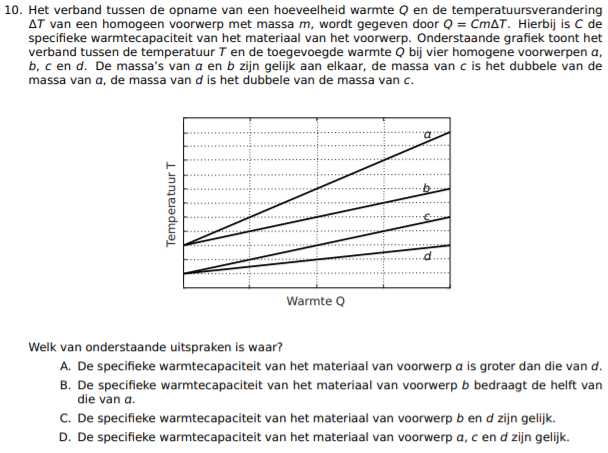 10. Het verband tussen de opname van een hoeveelheid warmte Q en de temperatuursverandering
ΔT van een homogeen voorwerp met massa m, wordt gegeven door Q = CmΔT. Hierbij is C de
specifieke warmtecapaciteit van het materiaal van het voorwerp. Onderstaande grafiek toont het
verband tussen de temperatuur T en de toegevoegde warmte Q bij vier homogene voorwerpen a,
b, c en d. De massa's van a en b zijn gelijk aan elkaar, de massa van c is het dubbele van de
massa van a, de massa van d is het dubbele van de massa van c.
a
b
c
d
Temperatuur T
Warmte Q
Welk van onderstaande uitspraken is waar?
A. De specifieke warmtecapaciteit van het materiaal van voorwerp a is groter dan die van d.
B. De specifieke warmtecapaciteit van het materiaal van voorwerp b bedraagt de helft van
die van a.
C. De specifieke warmtecapaciteit van het materiaal van voorwerp b en d zijn gelijk.
D. De specifieke warmtecapaciteit van het materiaal van voorwerp a, c en d zijn gelijk.